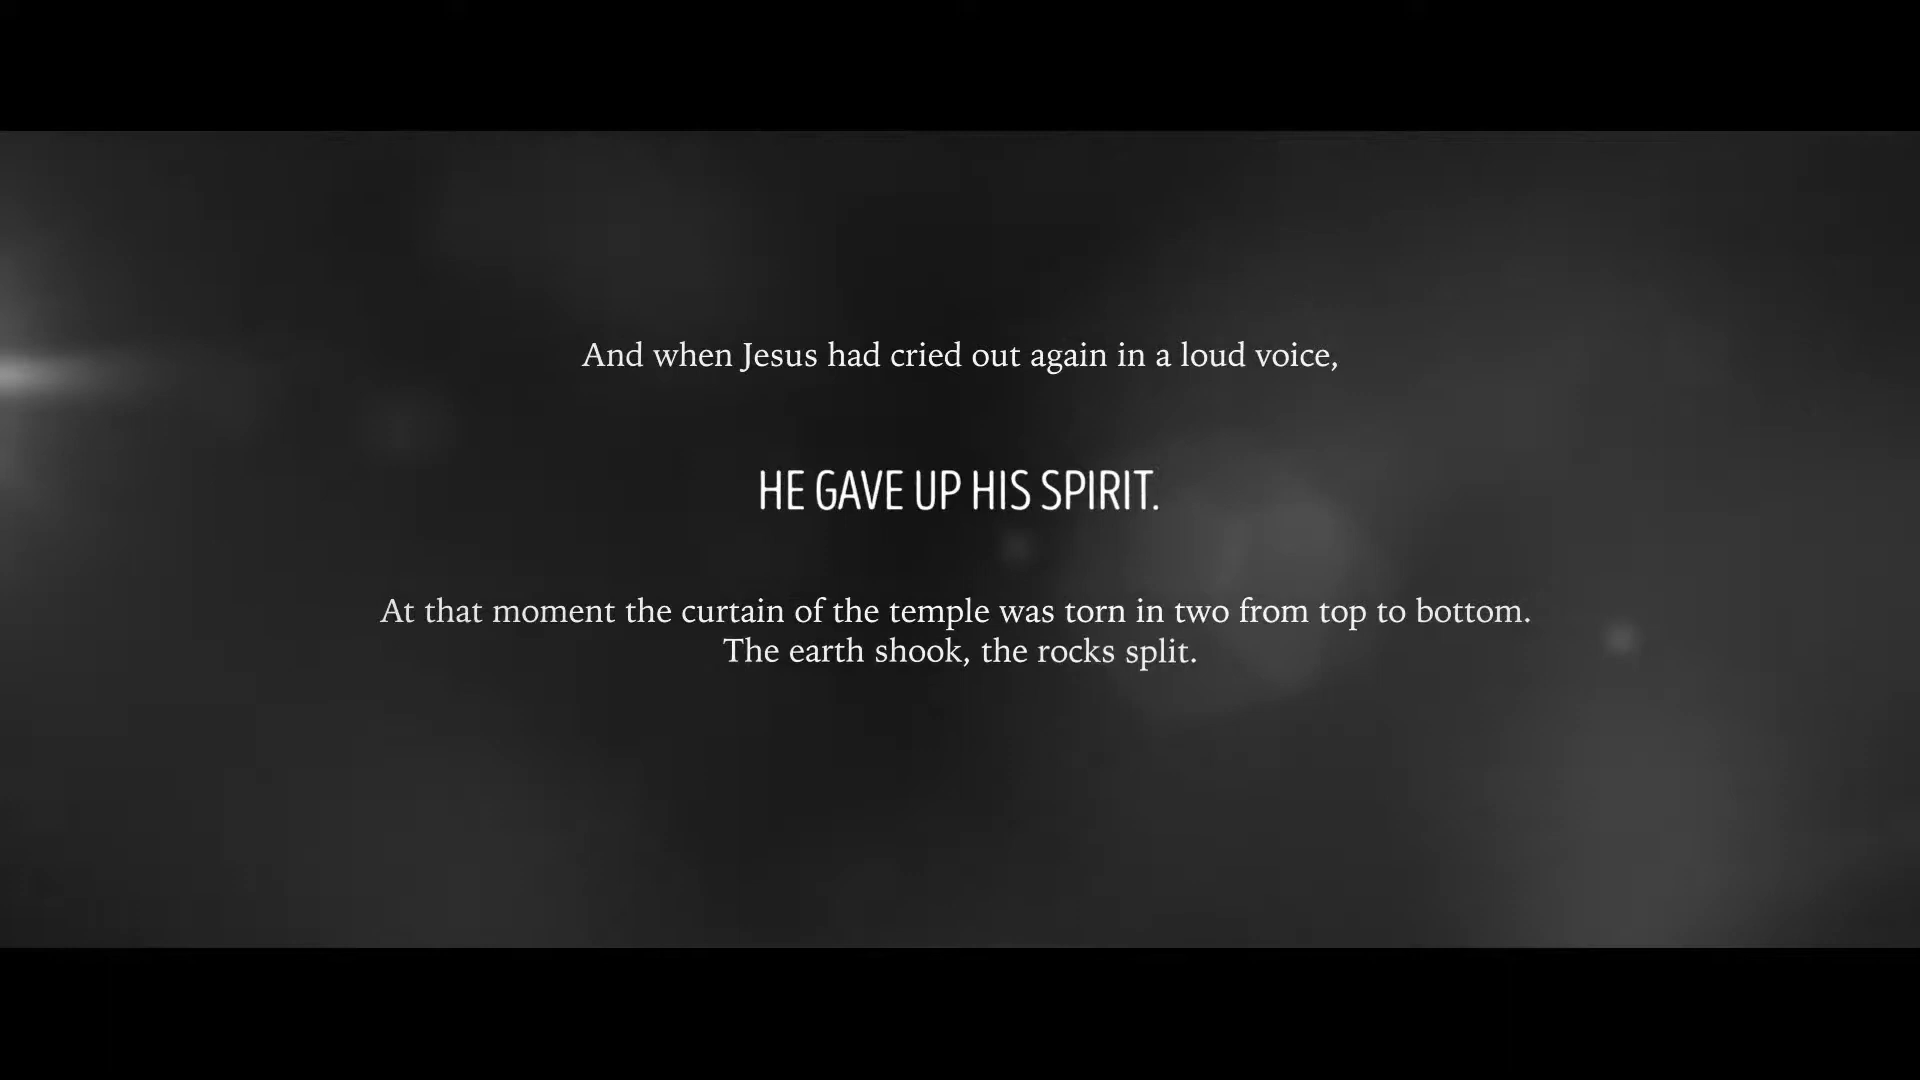 And when Jesus had cried out again in a loud voice,
HE GAVE UP HIS SPIRIT.
At that moment the curtain of the temple was torn in two from top to bottom.
The earth shook, the rocks split.